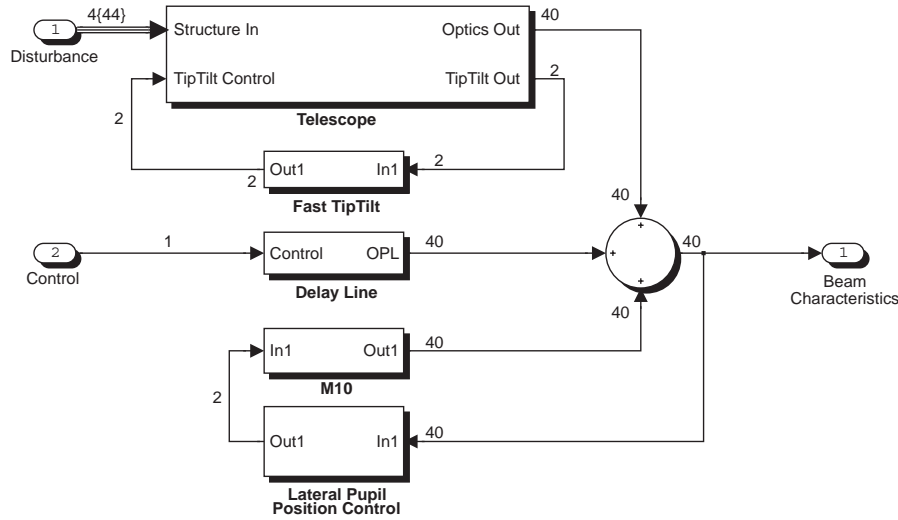 4{44}
1
Disturbance
Structure In
Optics Out
40
TipTilt Control
TipTilt Out
2
Telescope
2
Out1
In1
2
2
Fast TipTilt
40
2
Control
1
Control
OPL
40
Delay Line
+
+
+
40
40
1
Beam
Characteristics
In1
Out1
40
M10
2
Out1
In1
40
Lateral Pupil
Position Control